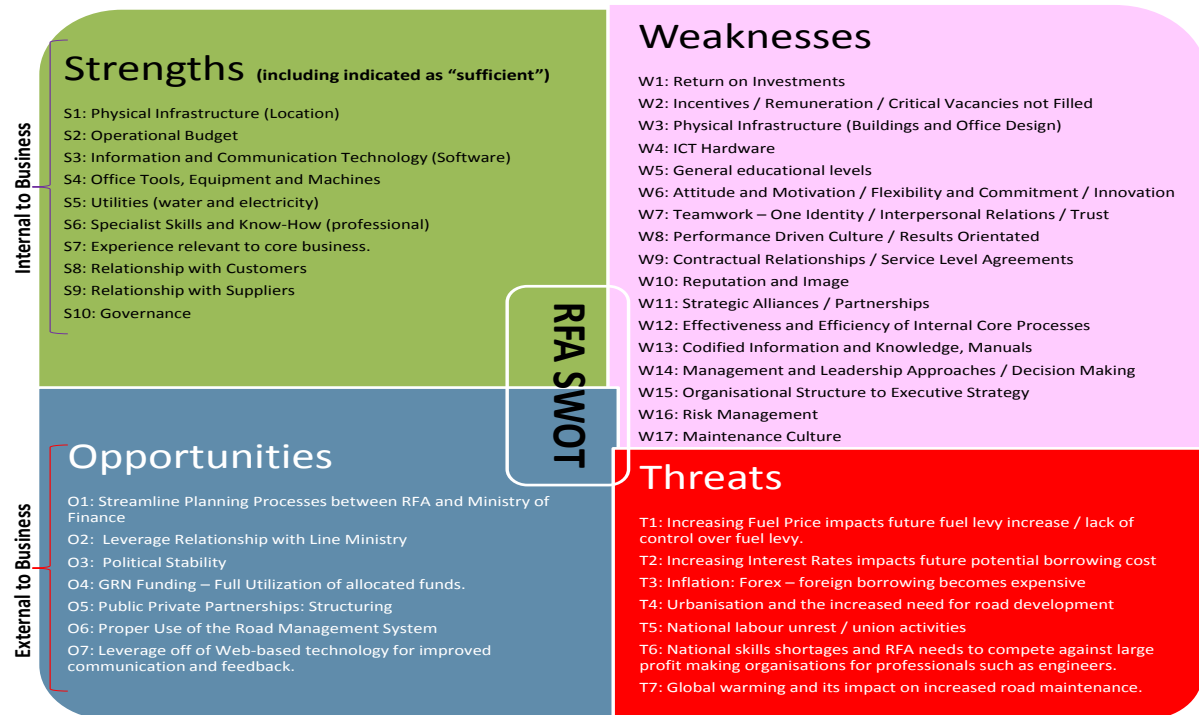 Strengths (including indicated as “sufficient”)
S1: Physical Infrastructure (Location)
S2: Operational Budget
S3: Information and Communication Technology (Software)
S4: Office Tools, Equipment and Machines
S5: Utilities (water and electricity)
S6: Specialist Skills and Know-How (professional)
S7: Experience relevant to core business.
S8: Relationship with Customers
S9: Relationship with Suppliers
S10: Governance
Internal to Business
Weaknesses
W1: Return on Investments
W2: Incentives / Remuneration / Critical Vacancies not Filled
W3: Physical Infrastructure (Buildings and Office Design)
W4: ICT Hardware
W5: General educational levels
W6: Attitude and Motivation / Flexibility and Commitment / Innovation
W7: Teamwork – One Identity / Interpersonal Relations / Trust
W8: Performance Driven Culture / Results Orientated
W9: Contractual Relationships / Service Level Agreements
W10: Reputation and Image
W11: Strategic Alliances / Partnerships
W12: Effectiveness and Efficiency of Internal Core Processes
W13: Codified Information and Knowledge, Manuals
W14: Management and Leadership Approaches / Decision Making
W15: Organisational Structure to Executive Strategy
W16: Risk Management
W17: Maintenance Culture
RFA SWOT
Opportunities
O1: Streamline Planning Processes between RFA and Ministry of
Finance
O2: Leverage Relationship with Line Ministry
O3: Political Stability
O4: GRN Funding – Full Utilization of allocated funds.
O5: Public Private Partnerships: Structuring
O6: Proper Use of the Road Management System
O7: Leverage off of Web-based technology for improved
communication and feedback.
External to Business
Threats
T1: Increasing Fuel Price impacts future fuel levy increase / lack of
control over fuel levy.
T2: Increasing Interest Rates impacts future potential borrowing cost
T3: Inflation: Forex – foreign borrowing becomes expensive
T4: Urbanisation and the increased need for road development
T5: National labour unrest / union activities
T6: National skills shortages and RFA needs to compete against large
profit making organisations for professionals such as engineers.
T7: Global warming and its impact on increased road maintenance.